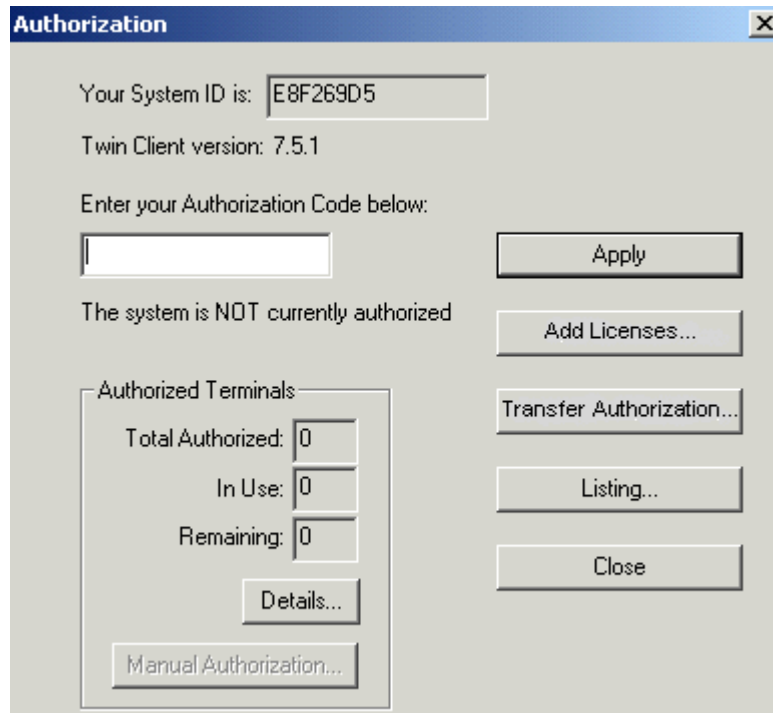 Authorization
Your System ID is: E8F269D5
Twin Client version: 7.5.1
Enter your Authorization Code below:
Apply
The system is NOT currently authorized
Add Licenses...
Authorized Terminals
Transfer Authorization...
Total Authorized: 0
In Use: 0
Listing...
Remaining: 0
Close
Details...
Manual Authorization...